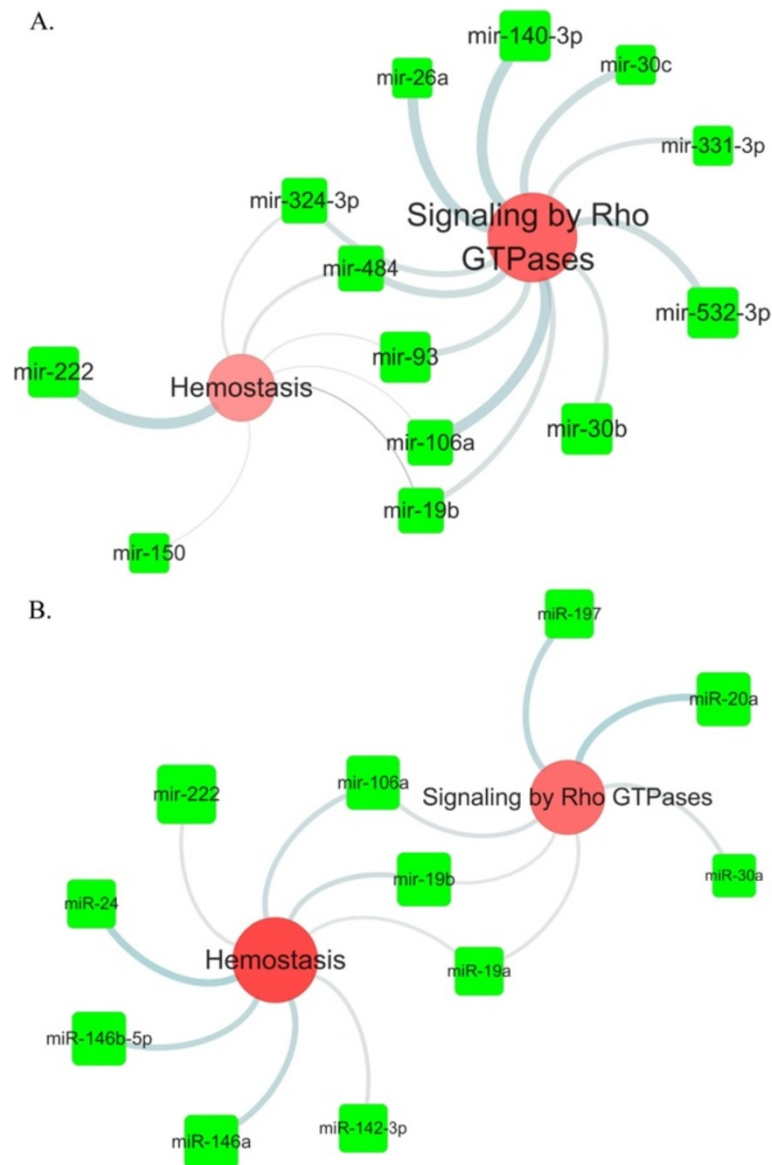 A.
mir-140-3p
mir-26a
mir-30c
mir-331-3p
mir-324-3p
Signaling by Rho
GTPases
mir-484
mir-532-3p
mir-93
mir-222
Hemostasis
mir-30b
mir-106a
mir-19b
mir-150
B.
miR-197
miR-20a
mir-106a
mir-222
Signaling by Rho GTPases
mir-19b
miR-30a
miR-24
Hemostasis
miR-19a
miR-146b-5p
miR-142-3p
miR-146a